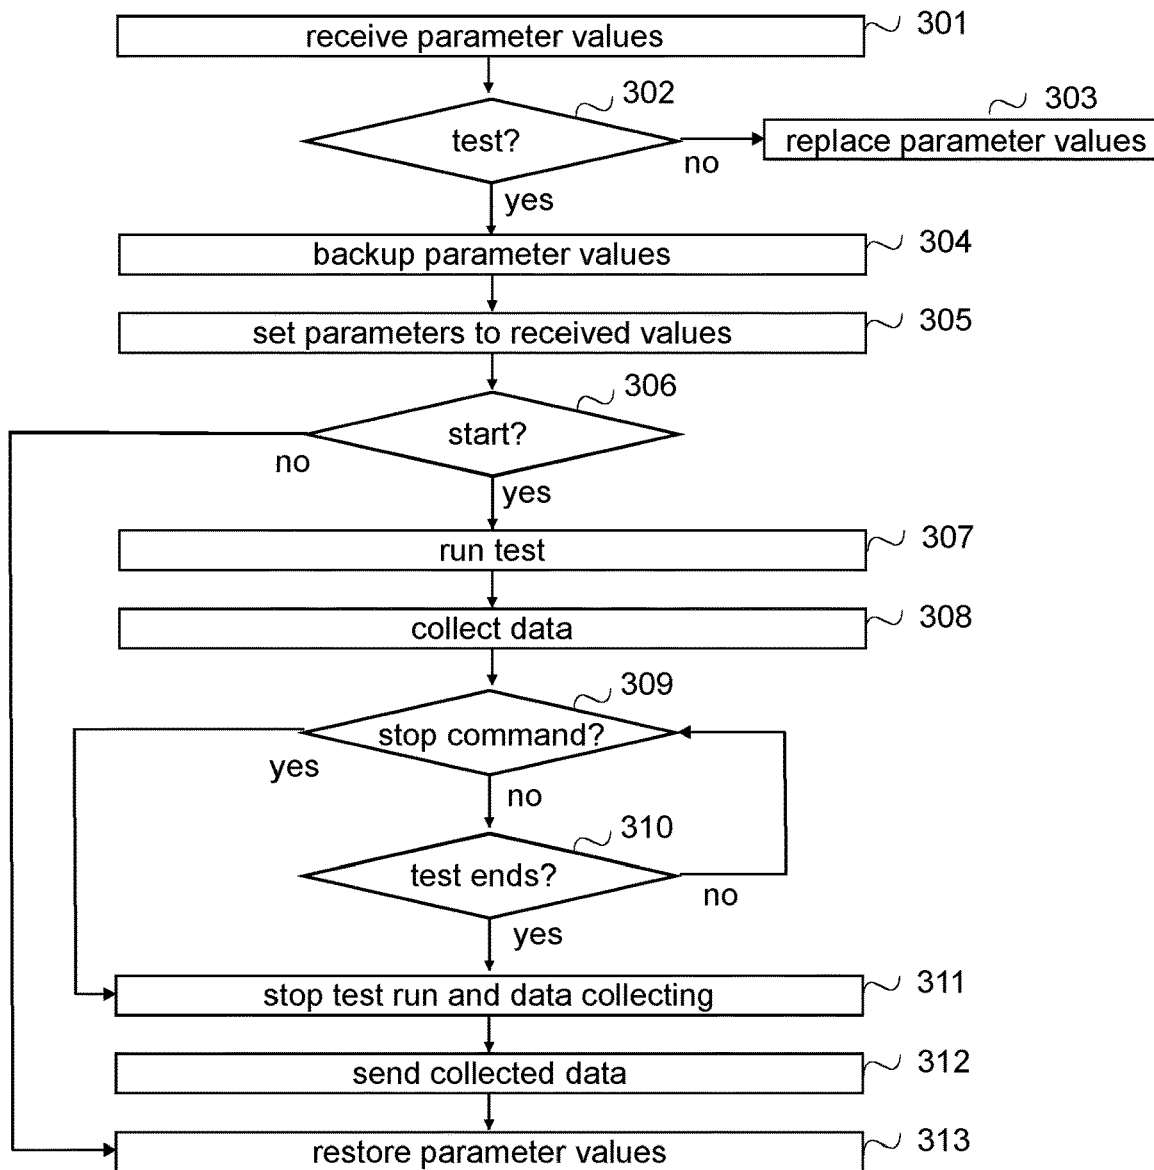 receive parameter values
301
302
303
test?
replace parameter values
no
yes
backup parameter values
304
set parameters to received values
305
306
start?
no
yes
run test
307
collect data
308
309
stop command?
yes
no
310
test ends?
no
yes
stop test run and data collecting
311
send collected data
312
restore parameter values
313